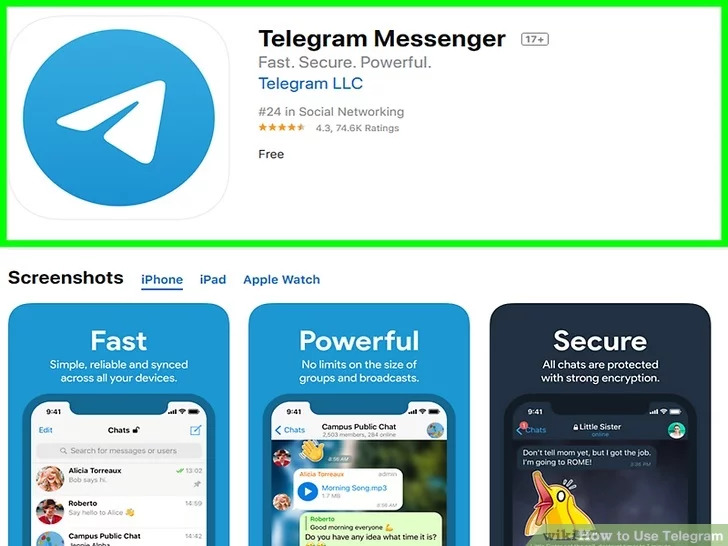 Telegram Messenger 17+
Fast. Secure. Powerful.
Telegram LLC
#24 in Social Networking
4.3, 74.6K Ratings
Free
Screenshots iPhone iPad Apple Watch
Fast
Simple, reliable and synced
across all your devices.
9:41
Edit Chats
Search for messages or users
Alicia Torreaux 13:02
Bob says hi.
Roberto 14:59
Say hello to Alice 👋
Campus Public Chat 14:42
Powerful
No limits on the size of
groups and broadcasts.
9:41
Chats Campus Public Chat
2,503 members, 284 online
8:36 AM
Alicia Torreaux admin
Morning Song.mp3
1.7 MB
Roberto
Good morning everyone 💪
Do you have any idea what time it is?
Secure
All chats are protected
with strong encryption.
9:41
1
Chats Little Sister
online
Don't tell mom yet, but I got the job.
I'm going to ROME!
wikiHow to Use Telegram